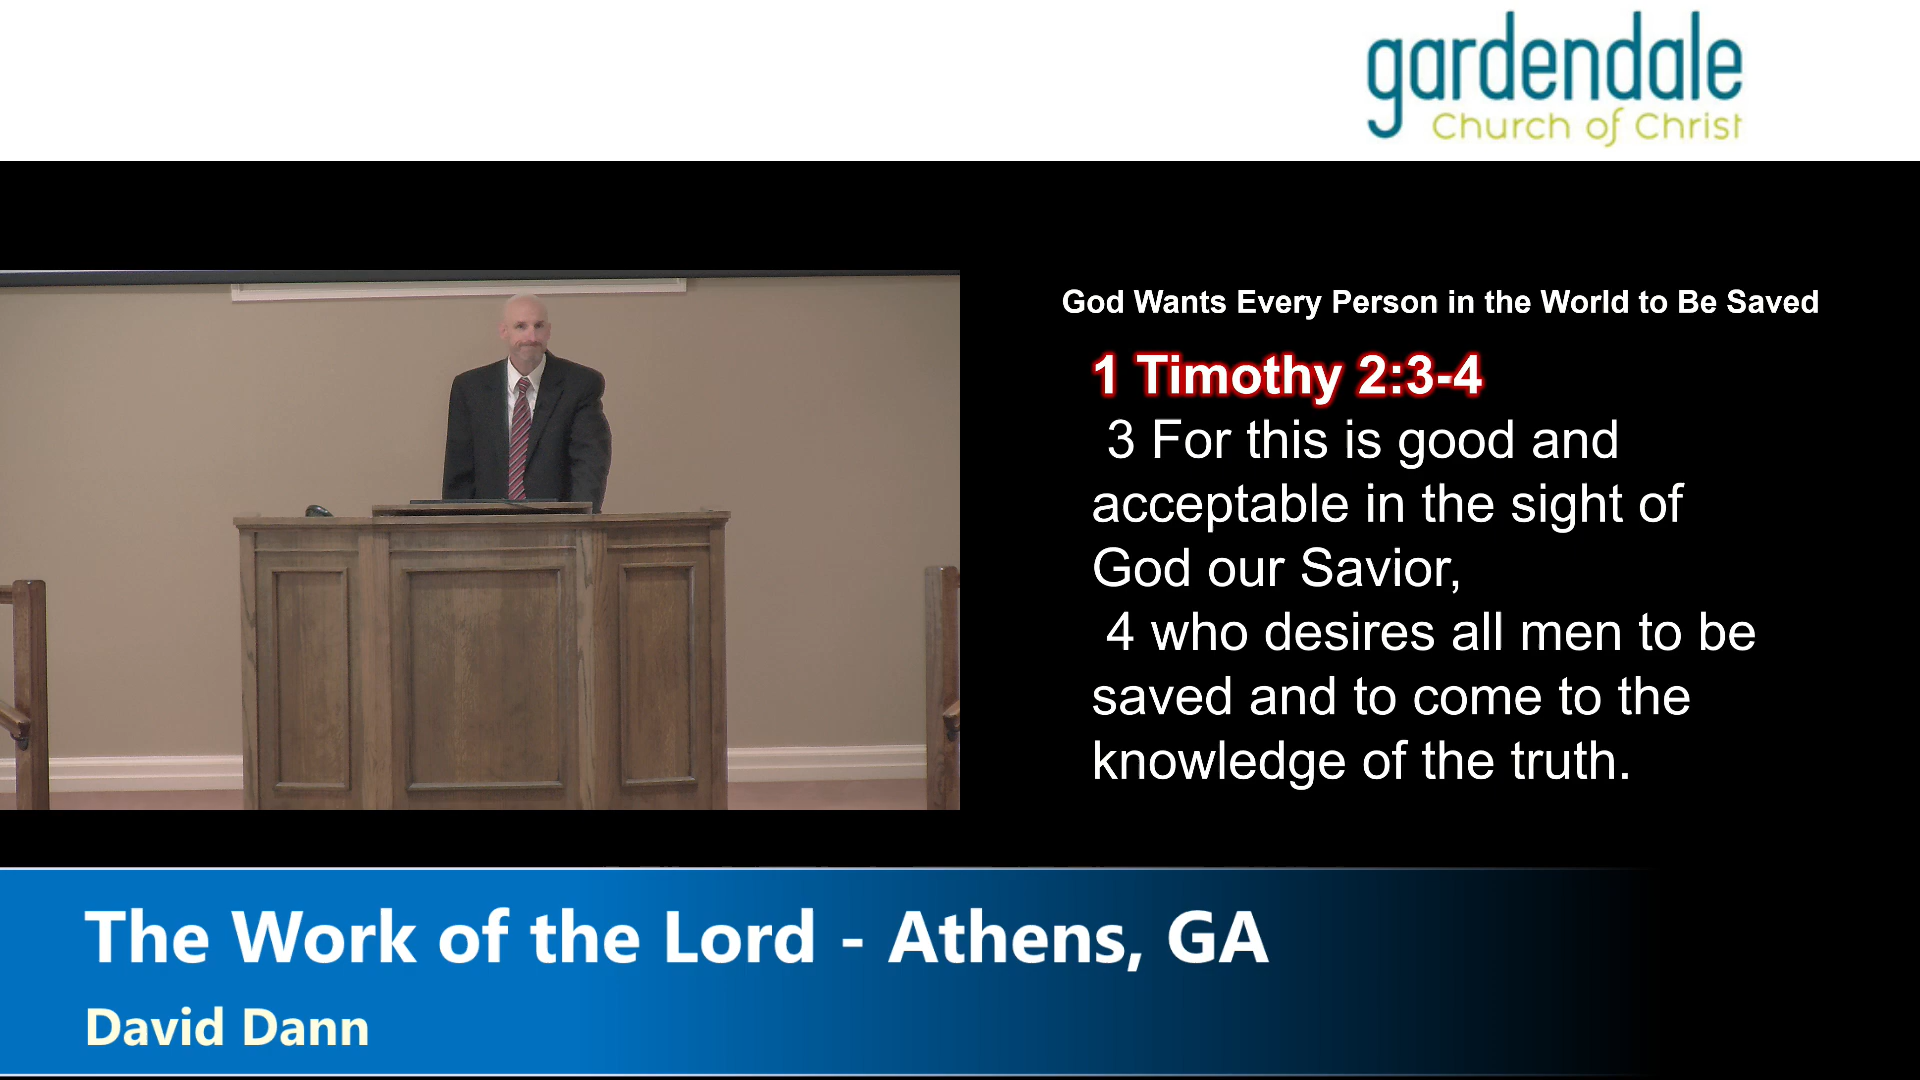 gardendale
Church of Christ
God Wants Every Person in the World to Be Saved
1 Timothy 2:3-4
3 For this is good and
acceptable in the sight of
God our Savior,
4 who desires all men to be
saved and to come to the
knowledge of the truth.
The Work of the Lord - Athens, GA
David Dann